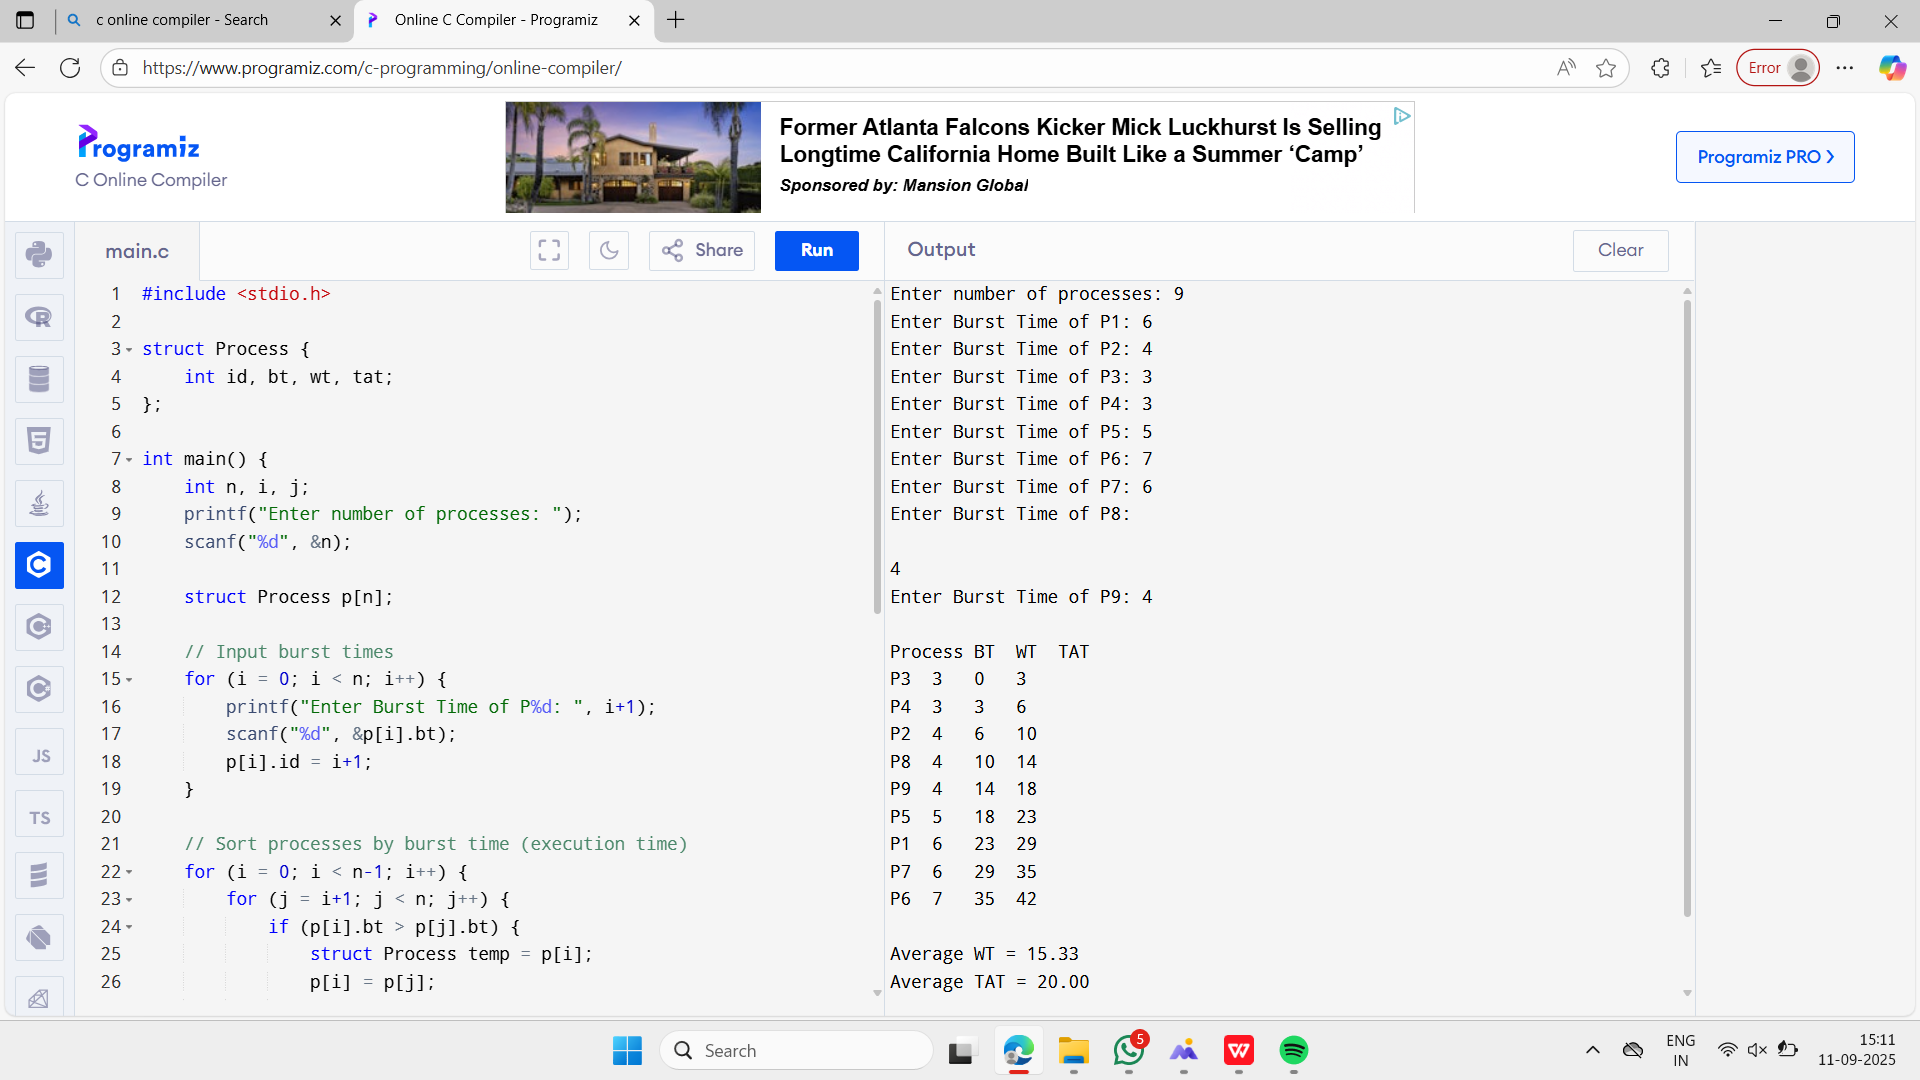 c online compiler - Search
Online C Compiler - Programiz
https://www.programiz.com/c-programming/online-compiler/
Error
Programiz
C Online Compiler
Former Atlanta Falcons Kicker Mick Luckhurst Is Selling
Longtime California Home Built Like a Summer ‘Camp’
Sponsored by: Mansion Global
Programiz PRO
main.c
Share
Run
Output
Clear
1 #include <stdio.h>
2
3 struct Process {
4     int id, bt, wt, tat;
5 };
6
7 int main() {
8     int n, i, j;
9     printf("Enter number of processes: ");
10     scanf("%d", &n);
11
12     struct Process p[n];
13
14     // Input burst times
15     for (i = 0; i < n; i++) {
16         printf("Enter Burst Time of P%d: ", i+1);
17         scanf("%d", &p[i].bt);
18         p[i].id = i+1;
19     }
20
21     // Sort processes by burst time (execution time)
22     for (i = 0; i < n-1; i++) {
23         for (j = i+1; j < n; j++) {
24             if (p[i].bt > p[j].bt) {
25                 struct Process temp = p[i];
26                 p[i] = p[j];
Enter number of processes: 9
Enter Burst Time of P1: 6
Enter Burst Time of P2: 4
Enter Burst Time of P3: 3
Enter Burst Time of P4: 3
Enter Burst Time of P5: 5
Enter Burst Time of P6: 7
Enter Burst Time of P7: 6
Enter Burst Time of P8:
4
Enter Burst Time of P9: 4
Process BT WT TAT
P3 3 0 3
P4 3 3 6
P2 4 6 10
P8 4 10 14
P9 4 14 18
P5 5 18 23
P1 6 23 29
P7 6 29 35
P6 7 35 42
Average WT = 15.33
Average TAT = 20.00
JS
TS
Search
5
ENG
IN
15:11
11-09-2025